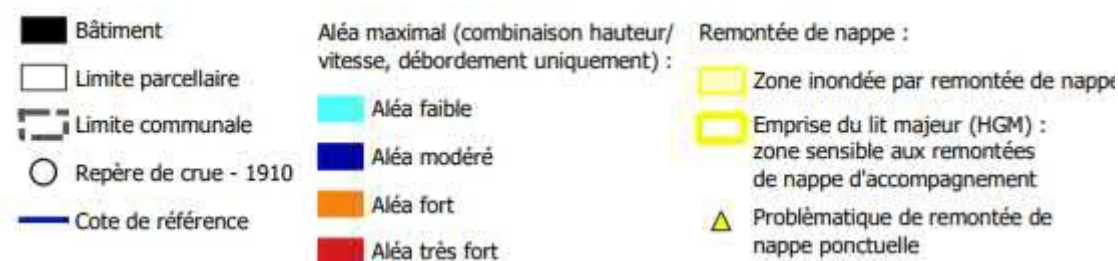 Bâtiment
Limite parcellaire
Limite communale
Repère de crue - 1910
Cote de référence
Aléa maximal (combinaison hauteur/
vitesse, débordement uniquement) :
Aléa faible
Aléa modéré
Aléa fort
Aléa très fort
Remontée de nappe :
Zone inondée par remontée de nappe
Emprise du lit majeur (HGM) :
zone sensible aux remontées
de nappe d'accompagnement
Problèmatique de remontée de
nappe ponctuelle